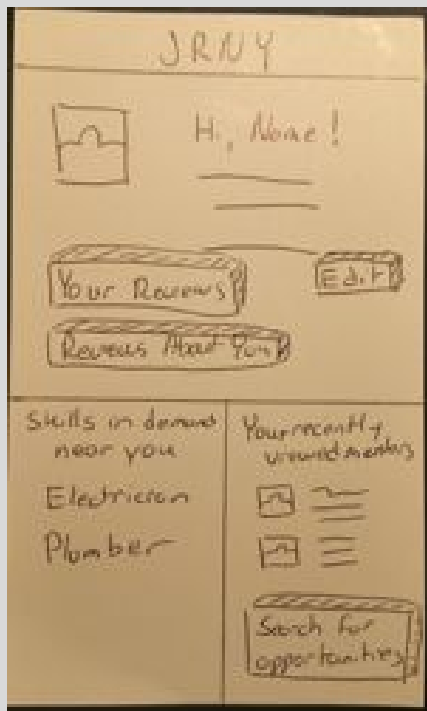 JRNY
Hi, Name!
Your Reviews
Edit
Reviews About You
Skills in demand
near you
Electrician
Plumber
Your recently
viewed mentors
Search for
opportunities